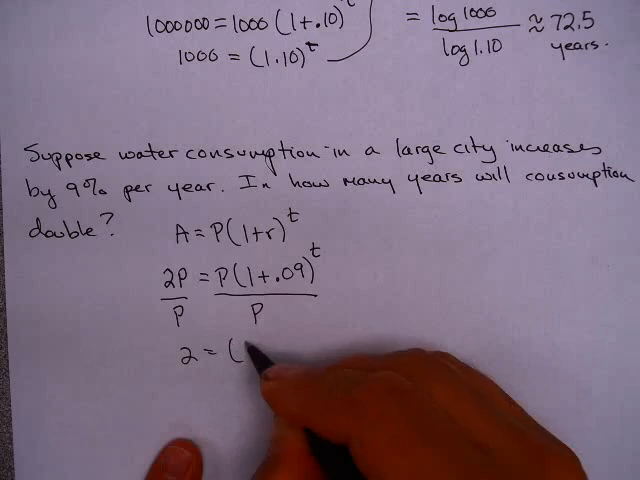 1000000 = 1000 (1+.10)^t
1000 = (1.10)^t
= log 1000 / log 1.10 ≈ 72.5 years.
Suppose water consumption in a large city increases
by 9% per year. In how many years will consumption
double?
A = P(1+r)^t
2P = P(1+.09)^t
P P
2 = (